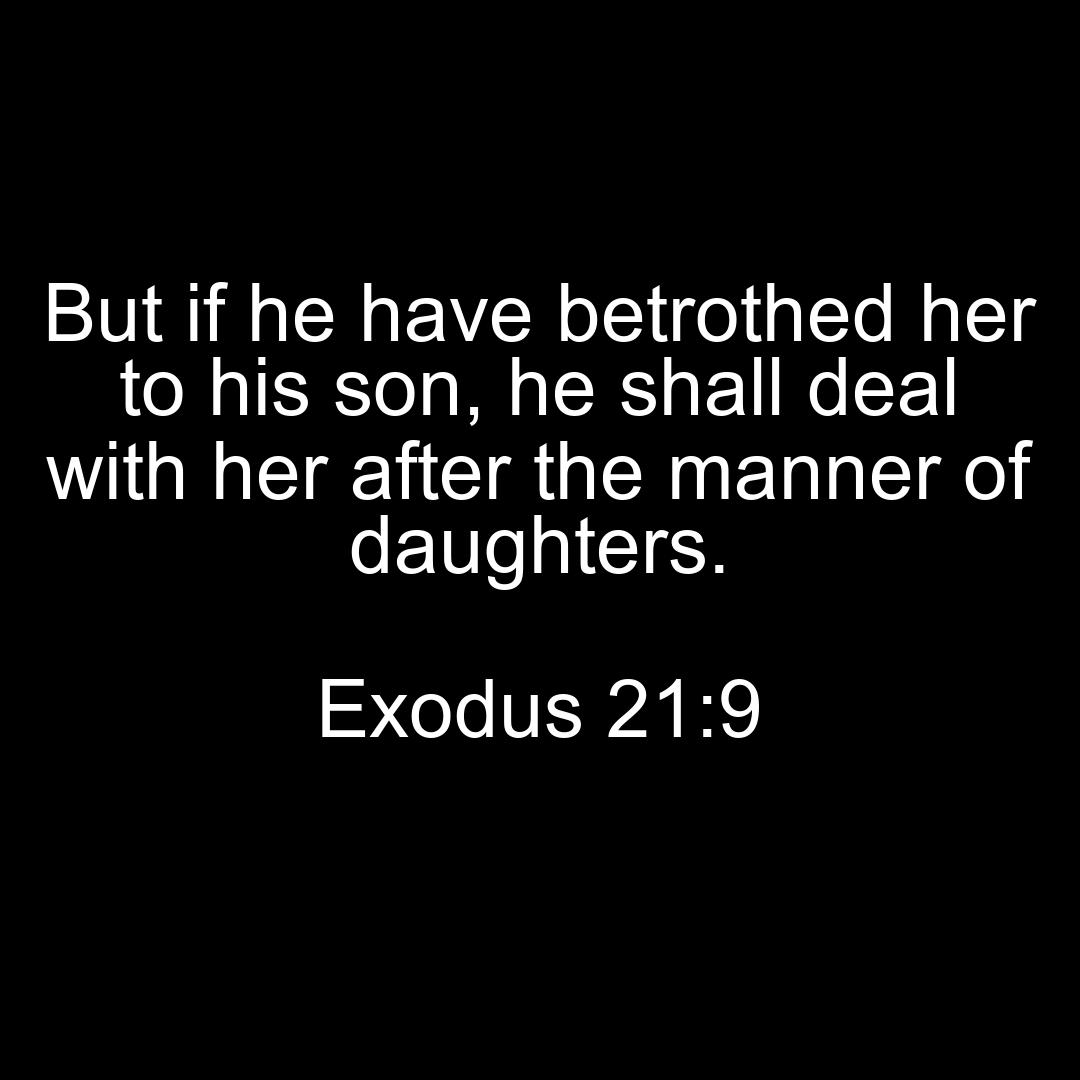 But if he have betrothed her
to his son, he shall deal
with her after the manner of
daughters.
Exodus 21:9